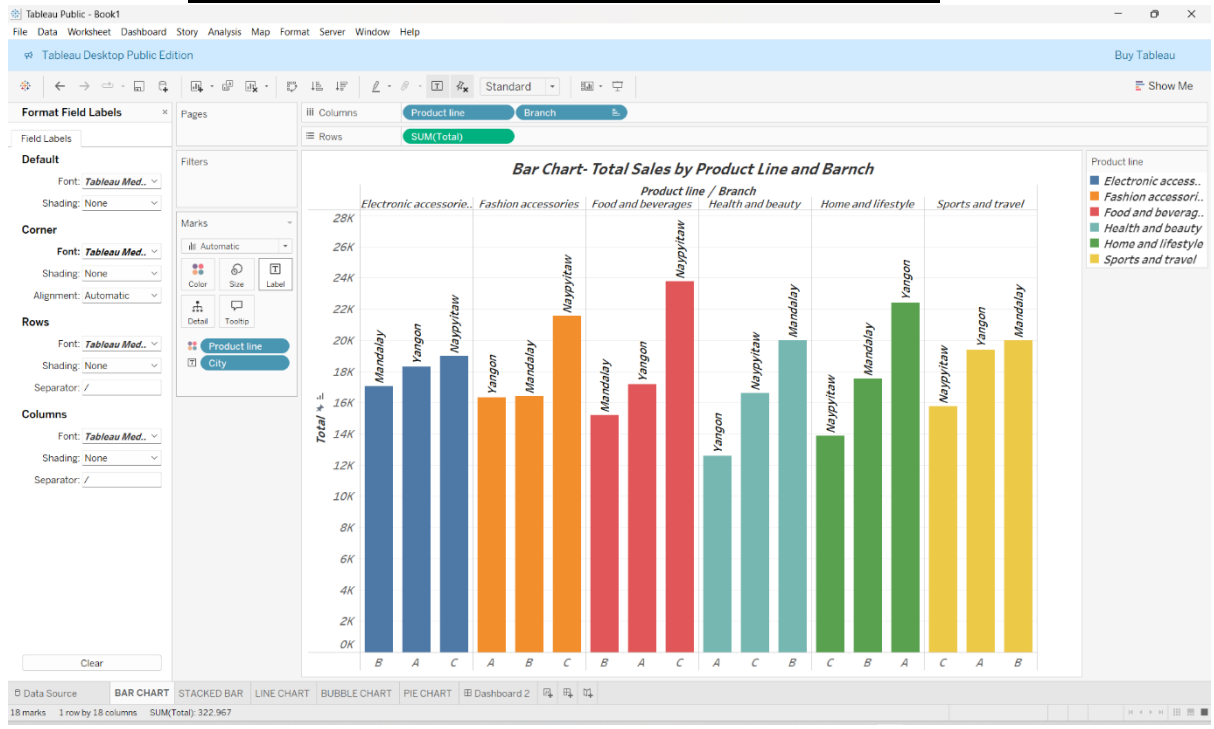 Tableau Public - Book1
File Data Worksheet Dashboard Story Analysis Map Format Server Window Help
Tableau Desktop Public Edition
Buy Tableau
Standard
Show Me
Format Field Labels
Field Labels
Default
Font: Tableau Med..
Shading: None
Corner
Font: Tableau Med..
Shading: None
Alignment: Automatic
Rows
Font: Tableau Med..
Shading: None
Separator: /
Columns
Font: Tableau Med..
Shading: None
Separator: /
Clear
Pages
Filters
Marks
Automatic
Color Size Label
Detail Tooltip
Product line
City
Columns Product line Branch
Rows SUM(Total)
Bar Chart- Total Sales by Product Line and Barnch
Product line / Branch
Electronic accessorie.. Fashion accessories Food and beverages Health and beauty Home and lifestyle Sports and travel
Total
28K
26K
24K
22K
20K
18K
16K
14K
12K
10K
8K
6K
4K
2K
0K
Mandalay Yangon Naypyitaw Yangon Mandalay Naypyitaw Mandalay Yangon Naypyitaw Yangon Naypyitaw Mandalay Naypyitaw Mandalay Yangon Naypyitaw Yangon Mandalay
B A C A B C B A C A C B C B A C A B
Product line
Electronic access..
Fashion accessori..
Food and beverag..
Health and beauty
Home and lifestyle
Sports and travel
Data Source BAR CHART STACKED BAR LINE CHART BUBBLE CHART PIE CHART Dashboard 2
18 marks 1 row by 18 columns SUM(Total): 322.967